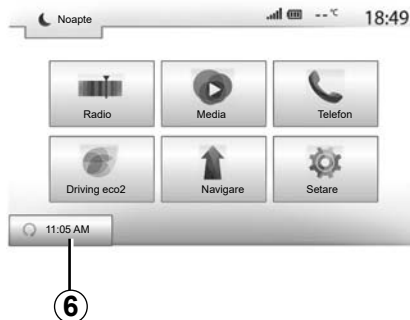 Noapte
--°C 18:49
Radio Media Telefon
Driving eco2 Navigare Setare
11:05 AM
6